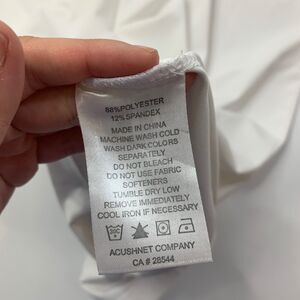 88%POLYESTER
12%SPANDEX
MADE IN CHINA
MACHINE WASH COLD
WASH DARK COLORS
SEPARATELY
DO NOT BLEACH
DO NOT USE FABRIC
SOFTENERS
TUMBLE DRY LOW
REMOVE IMMEDIATELY
COOL IRON IF NECESSARY
ACUSHNET COMPANY
CA # 28544